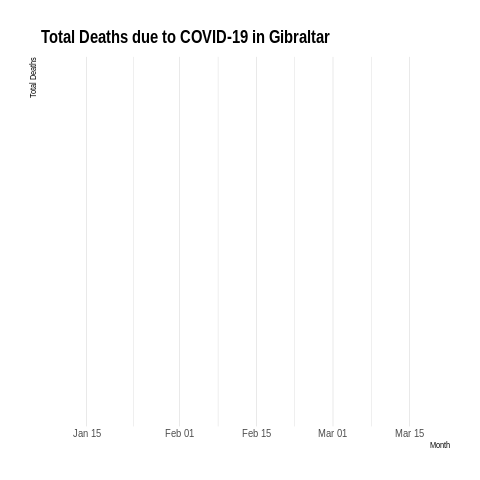 Total Deaths due to COVID-19 in Gibraltar
Total Deaths
Jan 15 Feb 01 Feb 15 Mar 01 Mar 15
Month